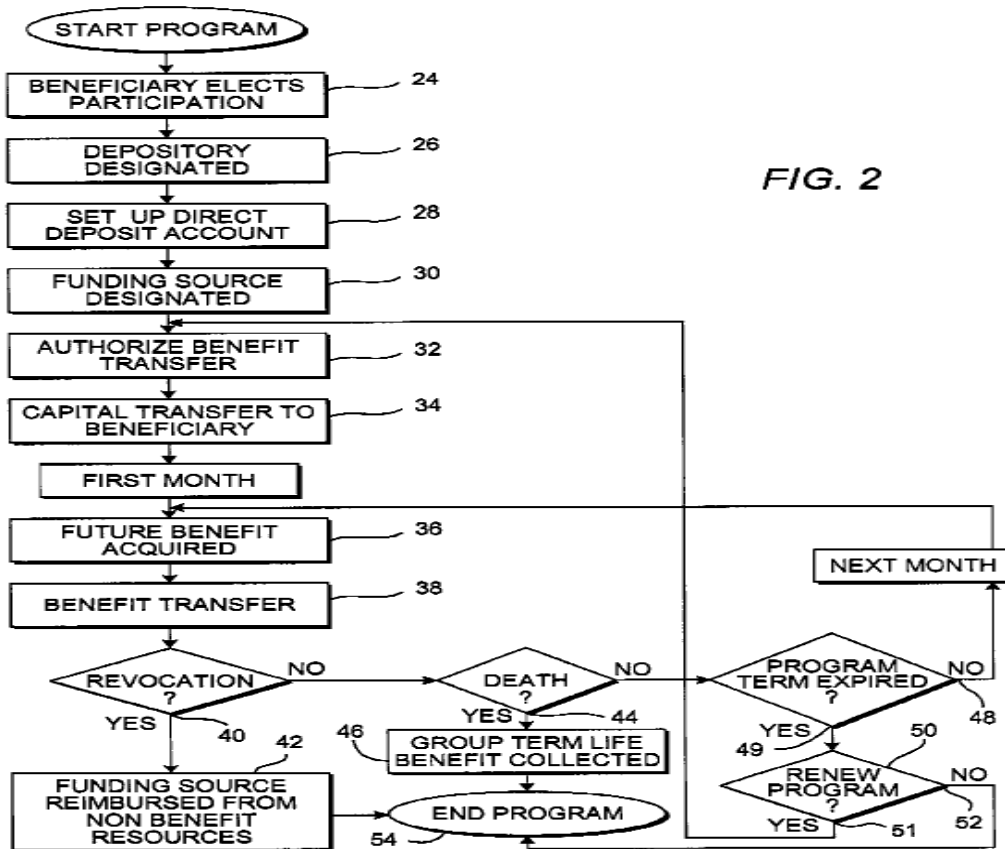 START PROGRAM
BENEFICIARY ELECTS
PARTICIPATION
24
DEPOSITORY
DESIGNATED
26
FIG. 2
SET UP DIRECT
DEPOSIT ACCOUNT
28
FUNDING SOURCE
DESIGNATED
30
AUTHORIZE BENEFIT
TRANSFER
32
CAPITAL TRANSFER TO
BENEFICIARY
34
FIRST MONTH
FUTURE BENEFIT
ACQUIRED
36
NEXT MONTH
BENEFIT TRANSFER
38
REVOCATION
?
NO
YES
40
DEATH
?
NO
YES
44
PROGRAM
TERM EXPIRED
?
NO
48
YES
49
42
FUNDING SOURCE
REIMBURSED FROM
NON BENEFIT
RESOURCES
46
GROUP TERM LIFE
BENEFIT COLLECTED
50
RENEW
PROGRAM
?
NO
52
YES
51
END PROGRAM
54